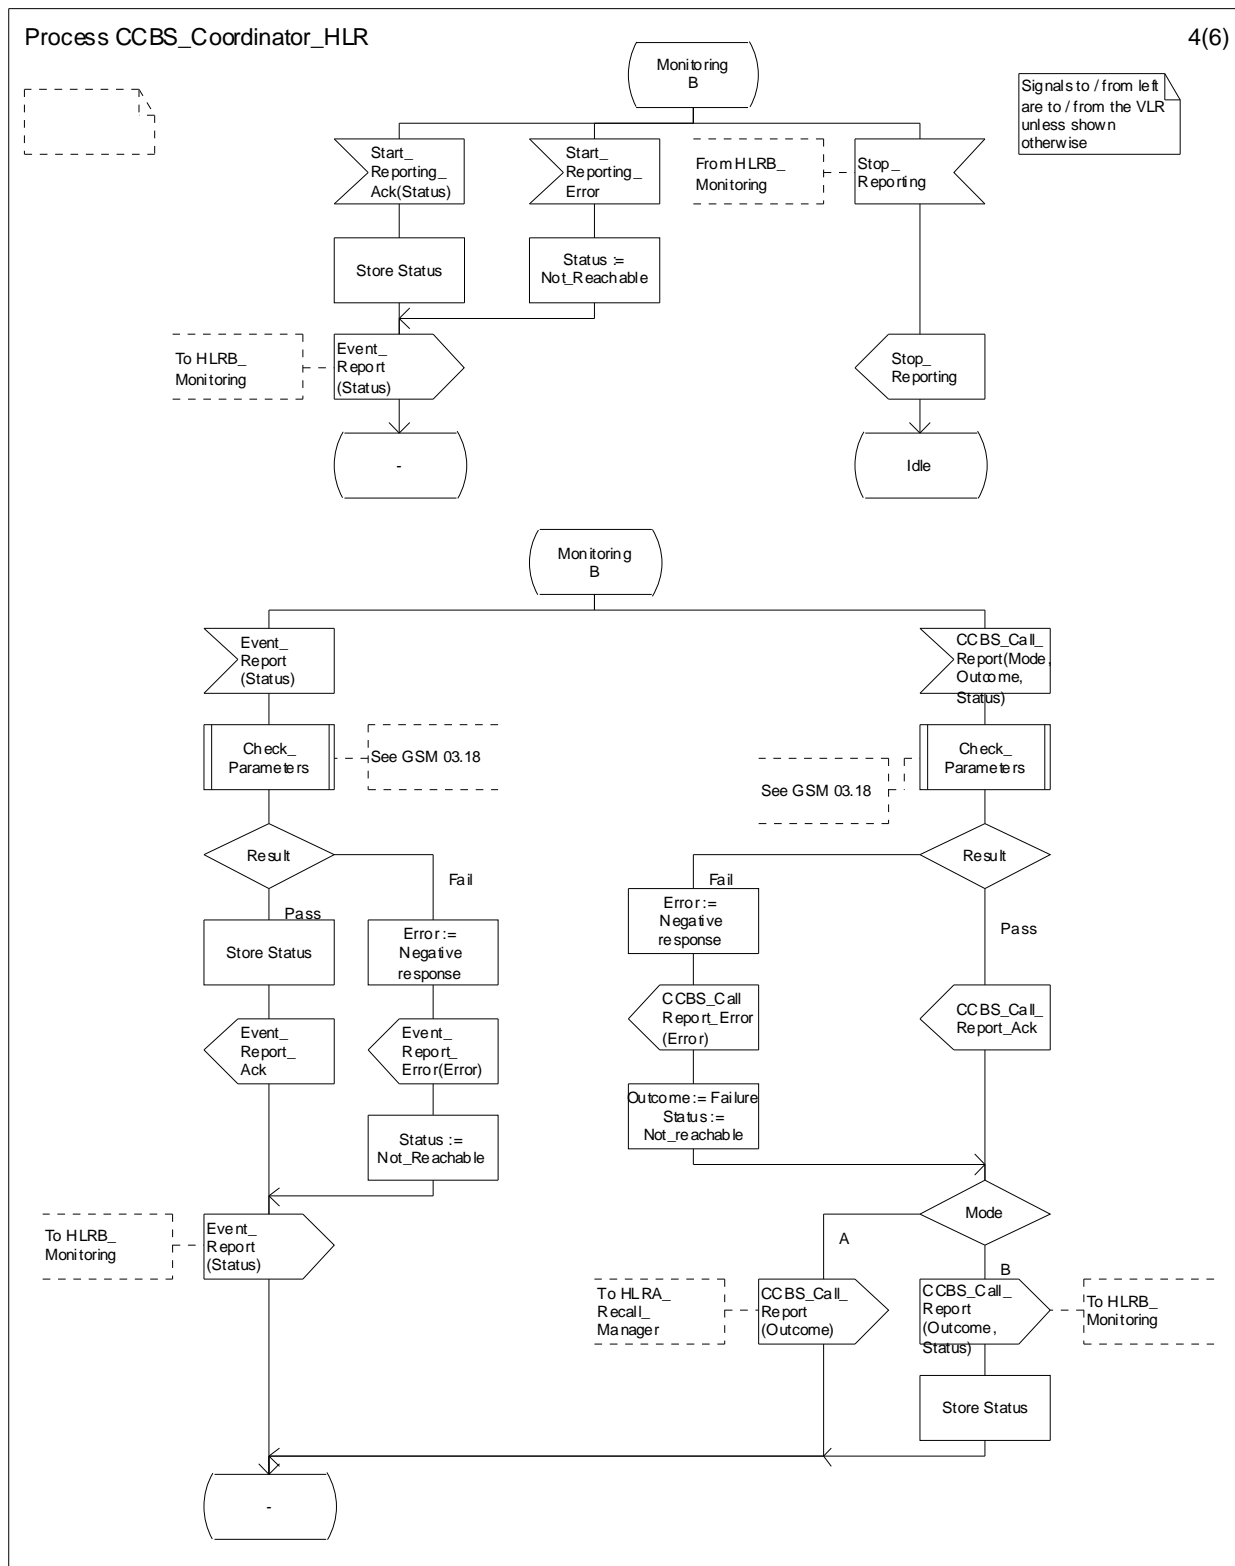 Process CCBS_Coordinator_HLR
4(6)
Monitoring
B
Signals to / from left
are to / from the VLR
unless shown
otherwise
Start_
Reporting_
Ack(Status)
Start_
Reporting_
Error
From HLRB_
Monitoring
Stop_
Reporting
Store Status
Status :=
Not_Reachable
To HLRB_
Monitoring
Event_
Report
(Status)
Stop_
Reporting
-
Idle
Monitoring
B
Event_
Report
(Status)
CCBS_Call_
Report(Mode,
Outcome,
Status)
Check_
Parameters
See GSM 03.18
See GSM 03.18
Check_
Parameters
Result
Fail
Pass
Result
Fail
Pass
Store Status
Error :=
Negative
response
Error :=
Negative
response
Event_
Report_
Ack
Event_
Report_
Error(Error)
CCBS_Call
Report_Error
(Error)
CCBS_Call_
Report_Ack
Status :=
Not_Reachable
Outcome := Failure
Status :=
Not_reachable
To HLRB_
Monitoring
Event_
Report
(Status)
Mode
A
B
To HLRA_
Recall_
Manager
CCBS_Call_
Report
(Outcome)
CCBS_Call_
Report
(Outcome,
Status)
To HLRB_
Monitoring
Store Status
-